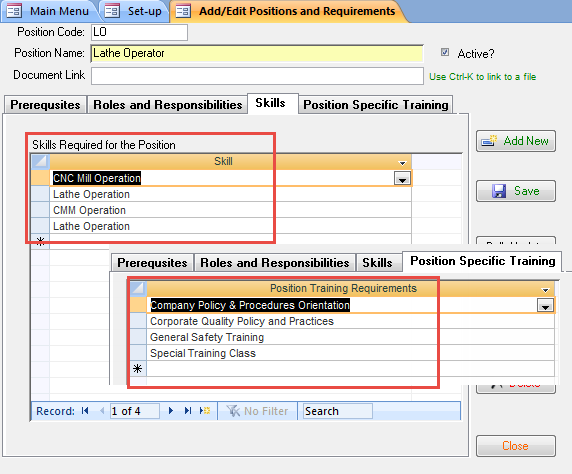 Main Menu Set-up Add/Edit Positions and Requirements
Position Code: LO
Position Name: Lathe Operator Active?
Document Link Use Ctrl-K to link to a file
Prerequsites Roles and Responsibilities Skills Position Specific Training
Skills Required for the Position
Skill
CNC Mill Operation
Lathe Operation
CMM Operation
Lathe Operation
Add New
Save
Prerequsites Roles and Responsibilities Skills Position Specific Training
Position Training Requirements
Company Policy & Procedures Orientation
Corporate Quality Policy and Practices
General Safety Training
Special Training Class
Delete
Record: 1 of 4 No Filter Search
Close